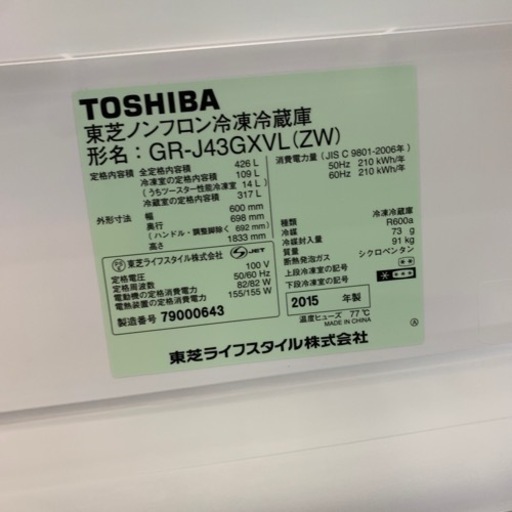 TOSHIBA
東芝ノンフロン冷凍冷蔵庫
形名：GR-J43GXVL(ZW)
定格内容積 全定格内容積 426 L
冷凍室の定格内容積 109 L
(うちツースター性能冷凍室 14 L)
冷蔵室の定格内容積 317 L
外形寸法 幅 600 mm
奥行 698 mm
(ハンドル・調整脚除く 692 mm)
高さ 1833 mm
東芝ライフスタイル株式会社 JET
定格電圧 100 V
定格周波数 50/60 Hz
電動機の定格消費電力 82/82 W
電熱装置の定格消費電力 155/155 W
製造番号 79000643
消費電力量 (JIS C 9801-2006年)
50Hz 210 kWh/年
60Hz 210 kWh/年
種類 冷凍冷蔵庫
冷媒 R600a
冷媒封入量 73 g
質量 91 kg
断熱発泡ガス シクロペンタン
上段冷凍室の記号
下段冷凍室の記号
2015 年製
温度ヒューズ 77℃
MADE IN CHINA
Ⓐ
東芝ライフスタイル株式会社